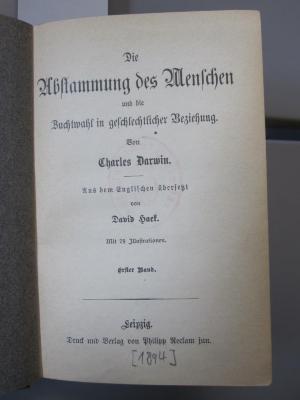 Die
Abstammung des Menschen
und die
Zuchtwahl in geschlechtlicher Beziehung.
Von
Charles Darwin.
Aus dem Englischen übersetzt
von
David Haek.
Mit 78 Illustrationen.
Erster Band.
Leipzig.
Druck und Verlag von Philipp Reclam jun.
[1894]